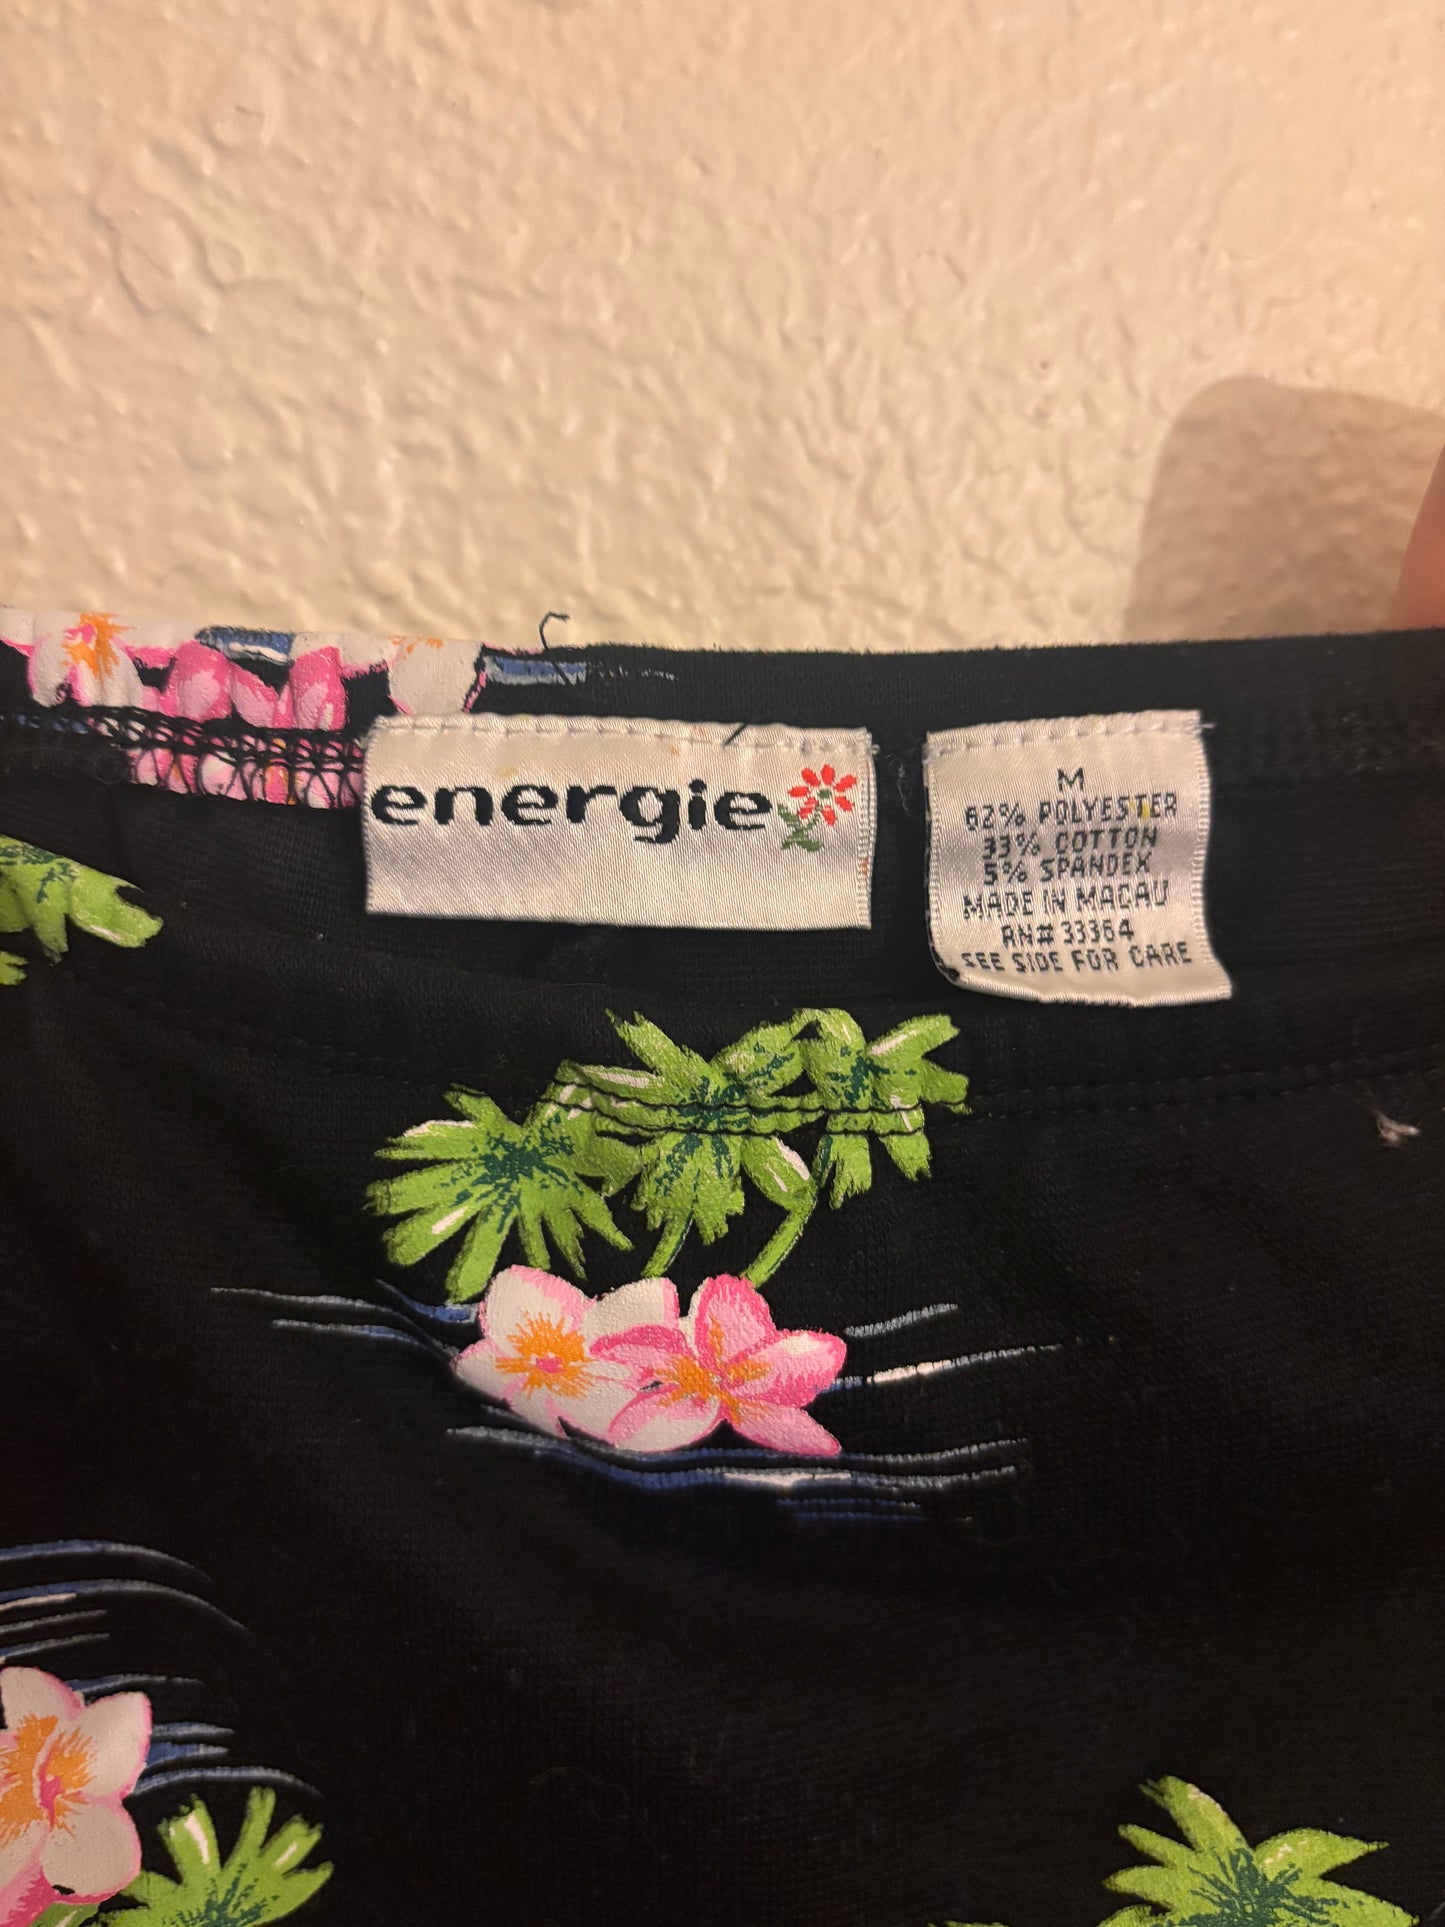 energie
M
62% POLYESTER
33% COTTON
5% SPANDEX
MADE IN MACAU
RN# 33364
SEE SIDE FOR CARE